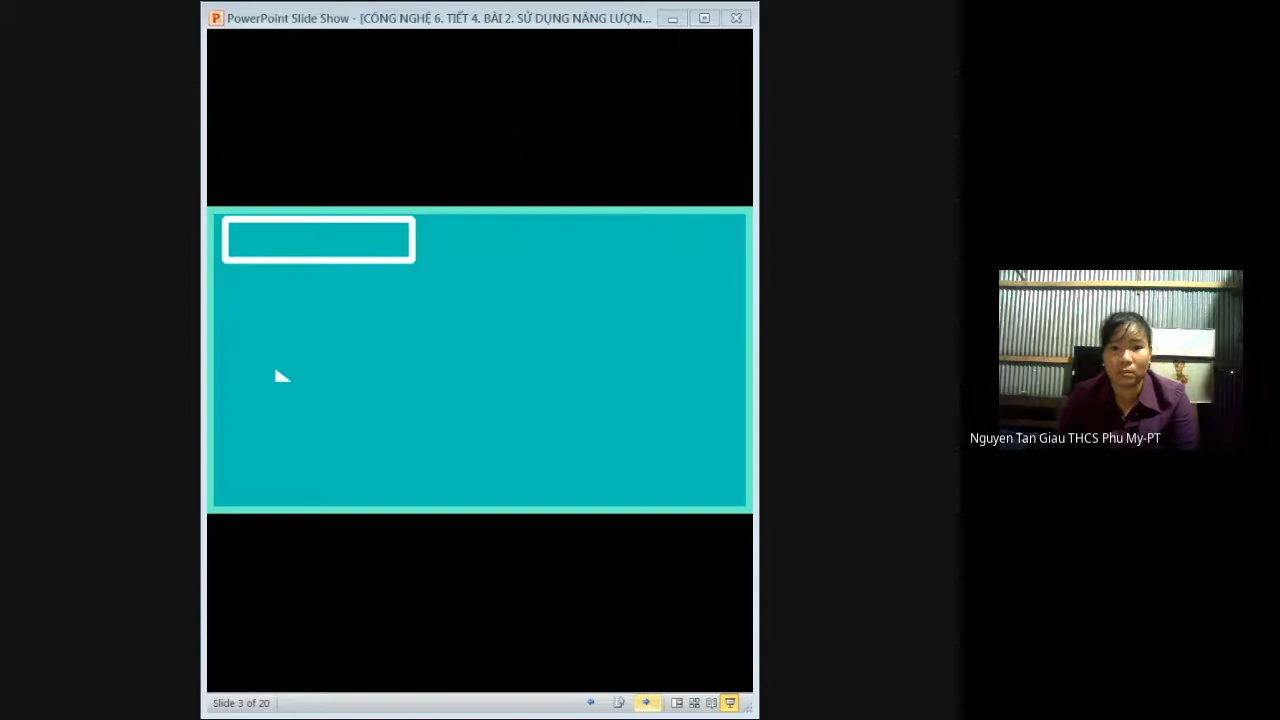 PowerPoint Slide Show - [CÔNG NGHỆ 6. TIẾT 4. BÀI 2. SỬ DỤNG NĂNG LƯỢN...
Nguyen Tan Giau THCS Phu My-PT
Slide 3 of 20